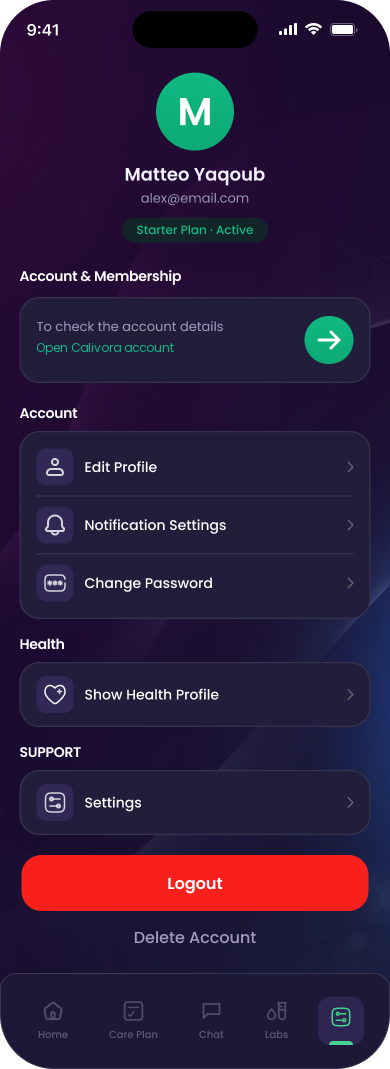 9:41
M
Matteo Yaqoub
alex@email.com
Starter Plan · Active
Account & Membership
To check the account details
Open Calivora account
Account
Edit Profile
Notification Settings
Change Password
Health
Show Health Profile
SUPPORT
Settings
Logout
Delete Account
Home Care Plan Chat Labs